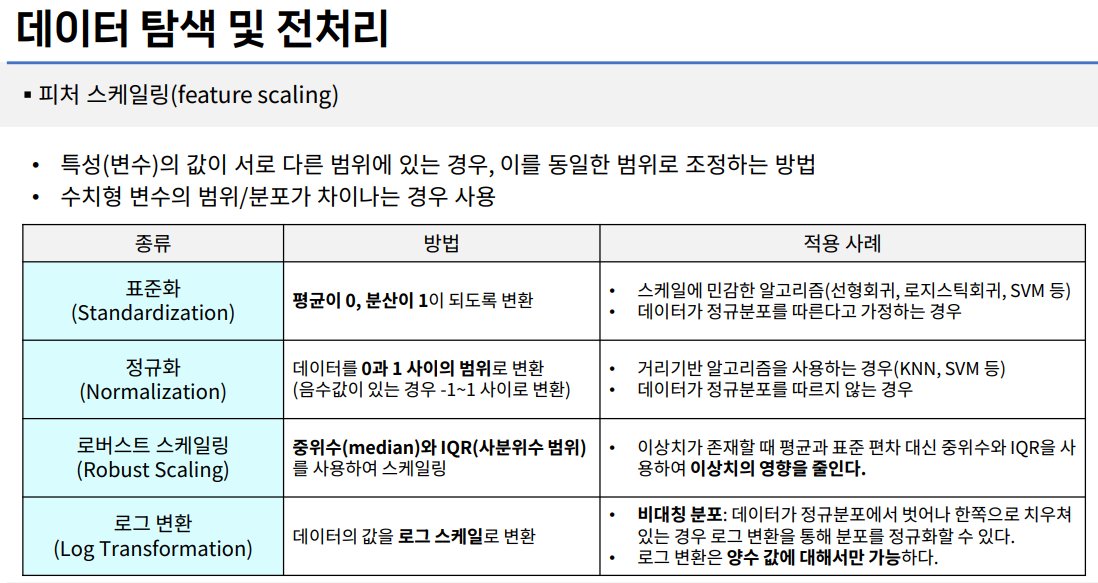 데이터 탐색 및 전처리
▪ 피처 스케일링(feature scaling)
• 특성(변수)의 값이 서로 다른 범위에 있는 경우, 이를 동일한 범위로 조정하는 방법
• 수치형 변수의 범위/분포가 차이나는 경우 사용
종류 방법 적용 사례
표준화
(Standardization)
평균이 0, 분산이 1이 되도록 변환
• 스케일에 민감한 알고리즘(선형회귀, 로지스틱회귀, SVM 등)
• 데이터가 정규분포를 따른다고 가정하는 경우
정규화
(Normalization)
데이터를 0과 1 사이의 범위로 변환
(음수값이 있는 경우 -1~1 사이로 변환)
• 거리기반 알고리즘을 사용하는 경우(KNN, SVM 등)
• 데이터가 정규분포를 따르지 않는 경우
로버스트 스케일링
(Robust Scaling)
중위수(median)와 IQR(사분위수 범위)
를 사용하여 스케일링
• 이상치가 존재할 때 평균과 표준 편차 대신 중위수와 IQR을 사
용하여 이상치의 영향을 줄인다.
로그 변환
(Log Transformation)
데이터의 값을 로그 스케일로 변환
• 비대칭 분포: 데이터가 정규분포에서 벗어나 한쪽으로 치우쳐
있는 경우 로그 변환을 통해 분포를 정규화할 수 있다.
• 로그 변환은 양수 값에 대해서만 가능하다.